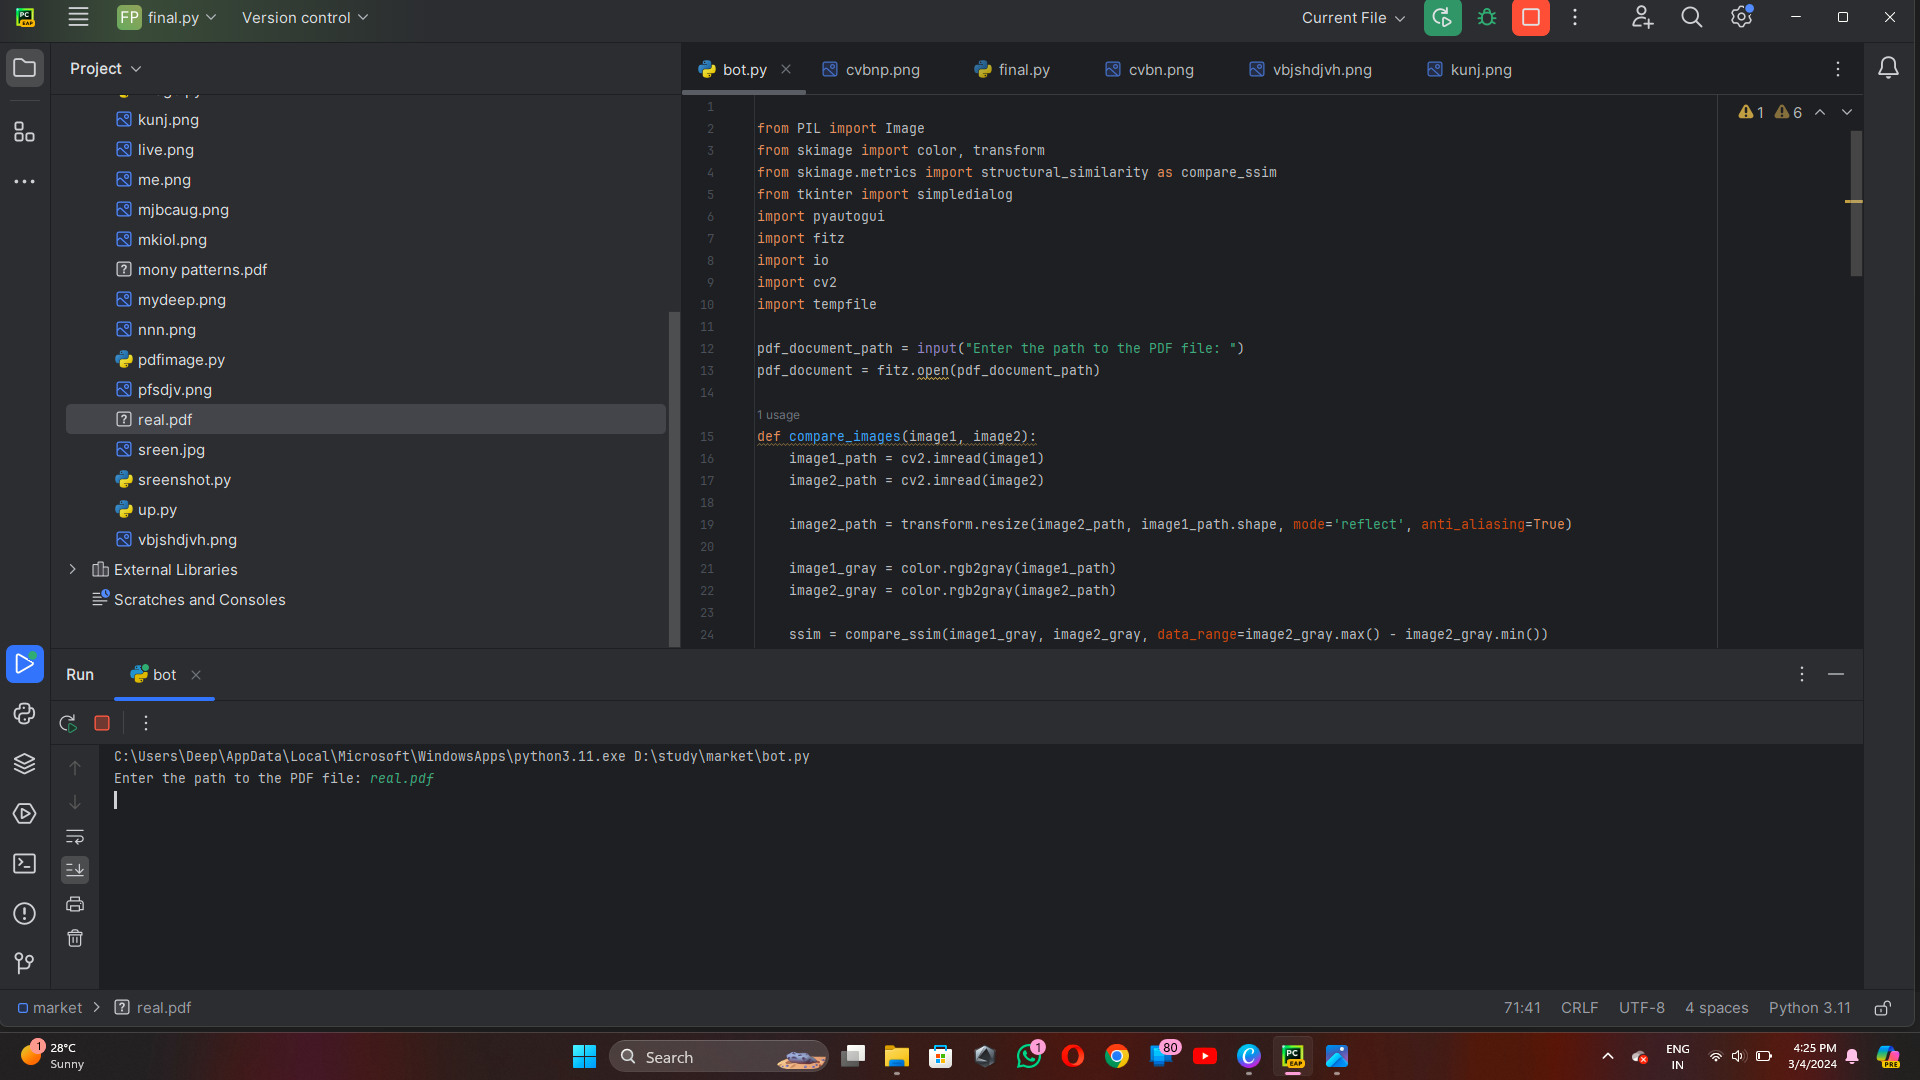 FP final.py Version control Current File
Project
kunj.png
live.png
me.png
mjbcaug.png
mkiol.png
mony patterns.pdf
mydeep.png
nnn.png
pdfimage.py
pfsdjv.png
real.pdf
sreen.jpg
sreenshot.py
up.py
vbjshdjvh.png
External Libraries
Scratches and Consoles
bot.py cvbnp.png final.py cvbn.png vbjshdjvh.png kunj.png
1 6
1
2 from PIL import Image
3 from skimage import color, transform
4 from skimage.metrics import structural_similarity as compare_ssim
5 from tkinter import simpledialog
6 import pyautogui
7 import fitz
8 import io
9 import cv2
10 import tempfile
11
12 pdf_document_path = input("Enter the path to the PDF file: ")
13 pdf_document = fitz.open(pdf_document_path)
14
1 usage
15 def compare_images(image1, image2):
16 image1_path = cv2.imread(image1)
17 image2_path = cv2.imread(image2)
18
19 image2_path = transform.resize(image2_path, image1_path.shape, mode='reflect', anti_aliasing=True)
20
21 image1_gray = color.rgb2gray(image1_path)
22 image2_gray = color.rgb2gray(image2_path)
23
24 ssim = compare_ssim(image1_gray, image2_gray, data_range=image2_gray.max() - image2_gray.min())
Run bot
C:\Users\Deep\AppData\Local\Microsoft\WindowsApps\python3.11.exe D:\study\market\bot.py
Enter the path to the PDF file: real.pdf
market real.pdf 71:41 CRLF UTF-8 4 spaces Python 3.11
1 28°C
Sunny
Search
1
80
ENG
IN
4:25 PM
3/4/2024